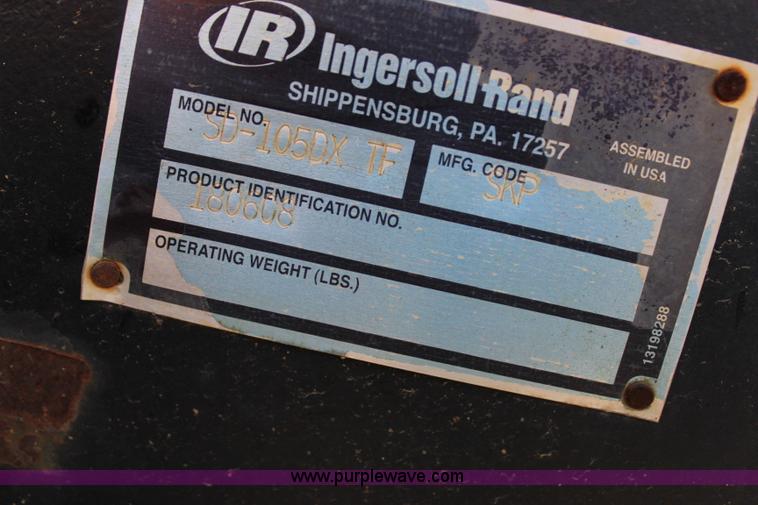 IR Ingersoll-Rand
SHIPPENSBURG, PA. 17257
ASSEMBLED
IN USA
MODEL NO.
SD-105DX TF
MFG. CODE
SKP
PRODUCT IDENTIFICATION NO.
180608
OPERATING WEIGHT (LBS.)
13198288
www.purplewave.com